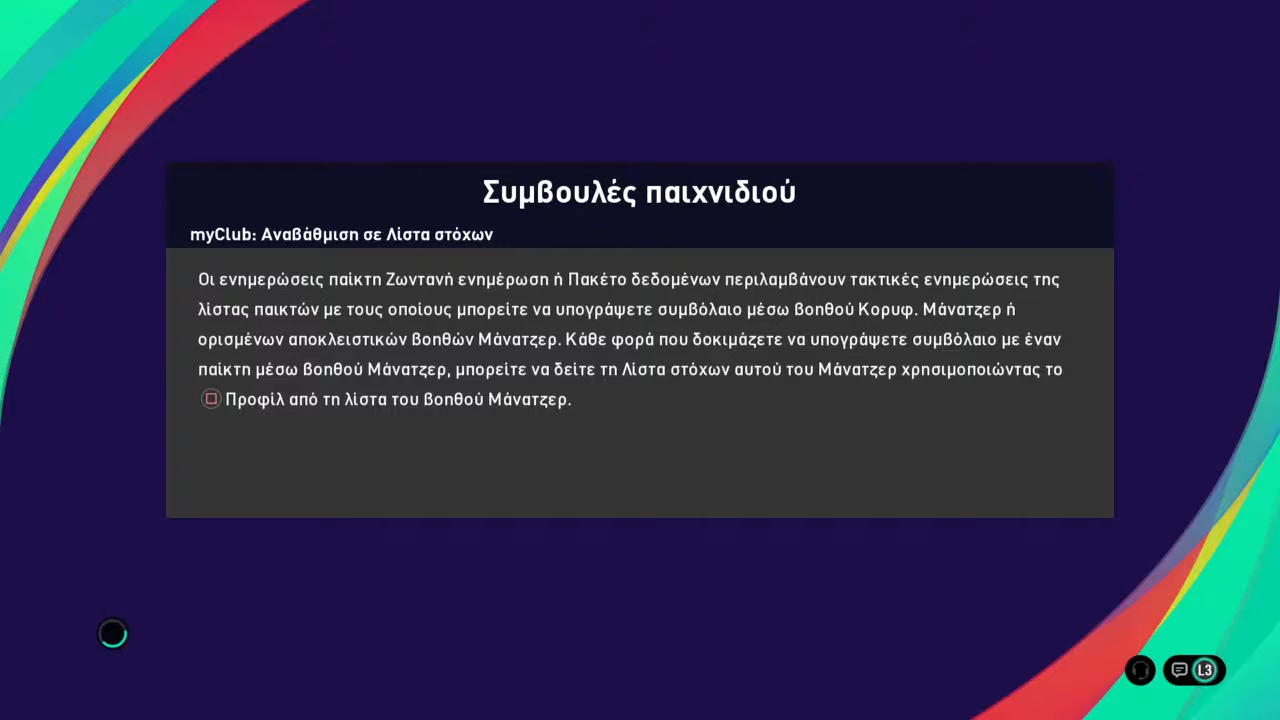 Συμβουλές παιχνιδιού
myClub: Αναβάθμιση σε Λίστα στόχων
Οι ενημερώσεις παίκτη Ζωντανή ενημέρωση ή Πακέτο δεδομένων περιλαμβάνουν τακτικές ενημερώσεις της
λίστας παικτών με τους οποίους μπορείτε να υπογράψετε συμβόλαιο μέσω βοηθού Κορυφ. Μάνατζερ ή
ορισμένων αποκλειστικών βοηθών Μάνατζερ. Κάθε φορά που δοκιμάζετε να υπογράψετε συμβόλαιο με έναν
παίκτη μέσω βοηθού Μάνατζερ, μπορείτε να δείτε τη Λίστα στόχων αυτού του Μάνατζερ χρησιμοποιώντας το
Προφίλ από τη λίστα του βοηθού Μάνατζερ.
L3